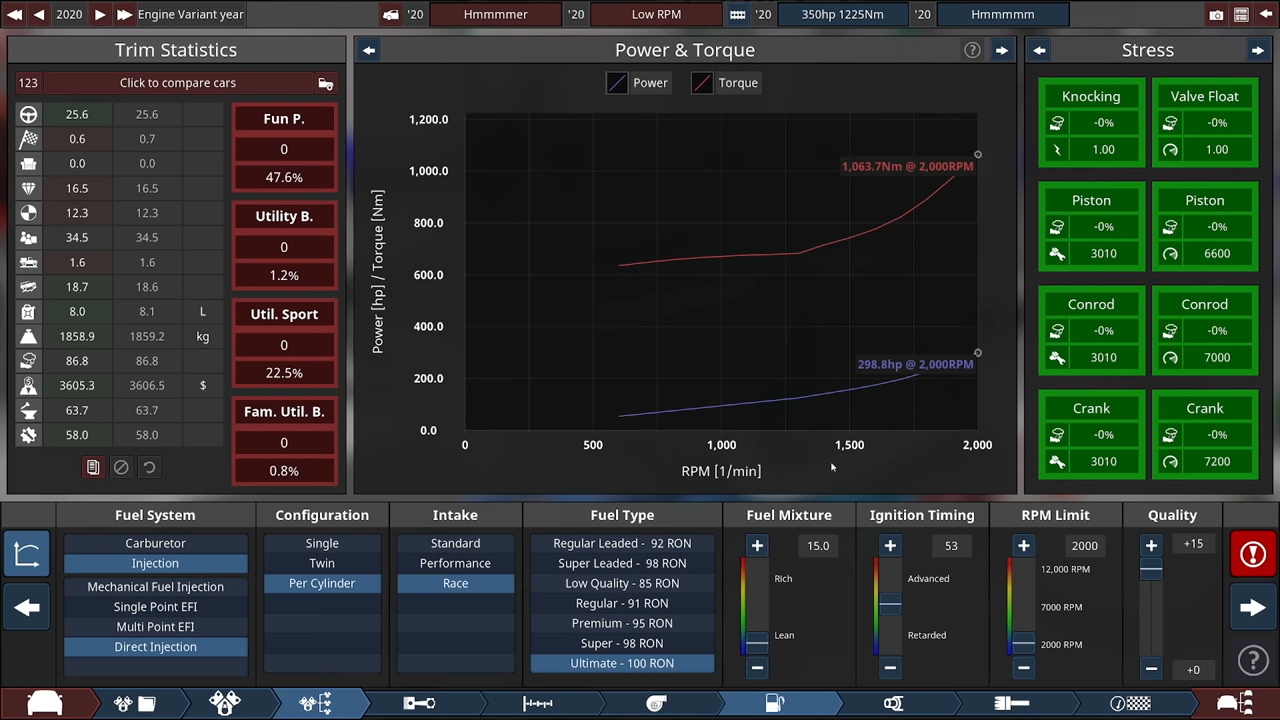 2020 Engine Variant year '20 Hmmmmer '20 Low RPM '20 350hp 1225Nm '20 Hmmmmm
Trim Statistics
123 Click to compare cars
25.6 25.6
0.6 0.7
0.0 0.0
16.5 16.5
12.3 12.3
34.5 34.5
1.6 1.6
18.7 18.6
8.0 8.1 L
1858.9 1859.2 kg
86.8 86.8
3605.3 3606.5 $
63.7 63.7
58.0 58.0
Fun P.
0
47.6%
Utility B.
0
1.2%
Util. Sport
0
22.5%
Fam. Util. B.
0
0.8%
Power & Torque ?
Power Torque
Power [hp] / Torque [Nm]
1,200.0
1,000.0
800.0
600.0
400.0
200.0
0.0
1,063.7Nm @ 2,000RPM
298.8hp @ 2,000RPM
0 500 1,000 1,500 2,000
RPM [1/min]
Stress
Knocking
-0%
1.00
Valve Float
-0%
1.00
Piston
-0%
3010
Piston
-0%
6600
Conrod
-0%
3010
Conrod
-0%
7000
Crank
-0%
3010
Crank
-0%
7200
Fuel System
Carburetor
Injection
Mechanical Fuel Injection
Single Point EFI
Multi Point EFI
Direct Injection
Configuration
Single
Twin
Per Cylinder
Intake
Standard
Performance
Race
Fuel Type
Regular Leaded - 92 RON
Super Leaded - 98 RON
Low Quality - 85 RON
Regular - 91 RON
Premium - 95 RON
Super - 98 RON
Ultimate - 100 RON
Fuel Mixture
+ 15.0
Rich
Lean
−
Ignition Timing
+ 53
Advanced
Retarded
−
RPM Limit
+ 2000
12,000 RPM
7000 RPM
2000 RPM
−
Quality
+ +15
− +0
!
?